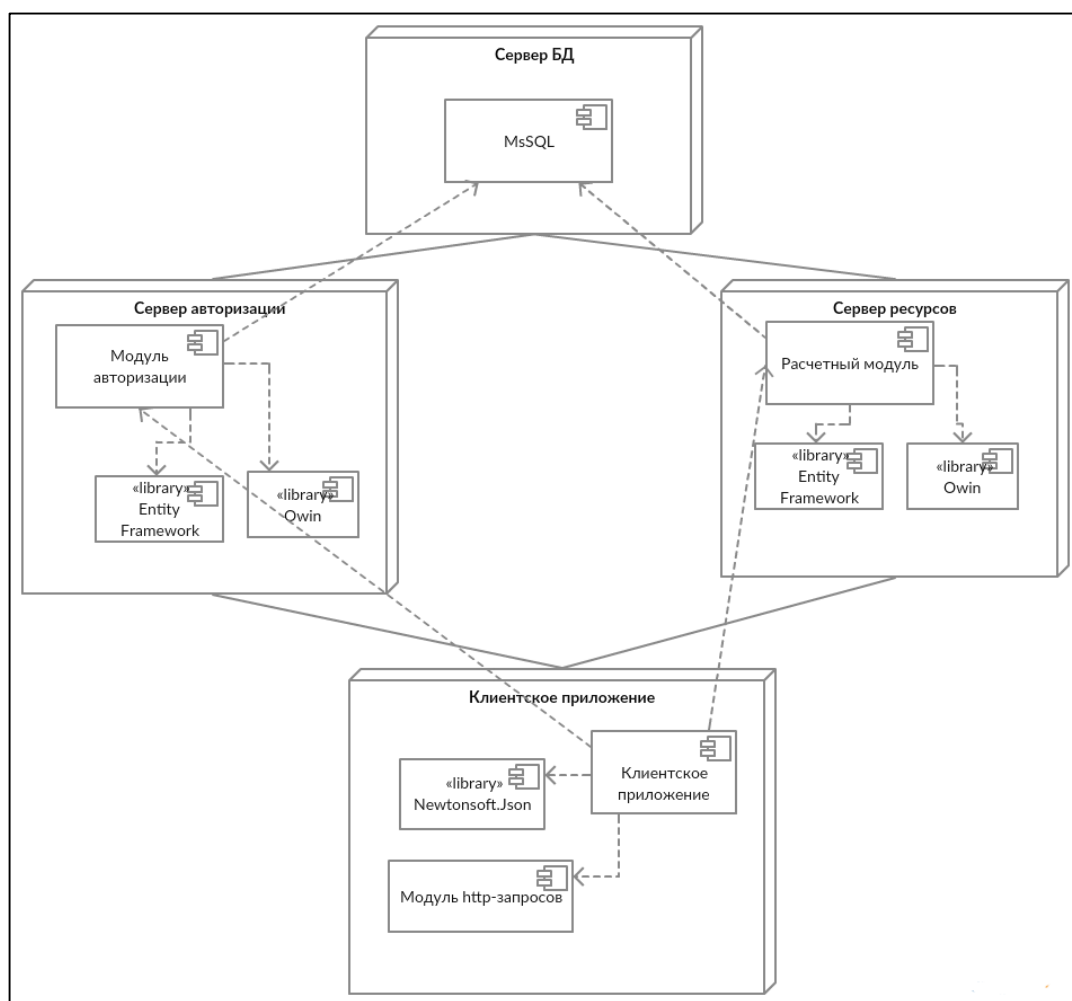 Сервер БД
MsSQL
Сервер авторизации
Модуль
авторизации
«library»
Entity
Framework
«library»
Owin
Сервер ресурсов
Расчетный модуль
«library»
Entity
Framework
«library»
Owin
Клиентское приложение
Клиентское
приложение
«library»
Newtonsoft.Json
Модуль http-запросов